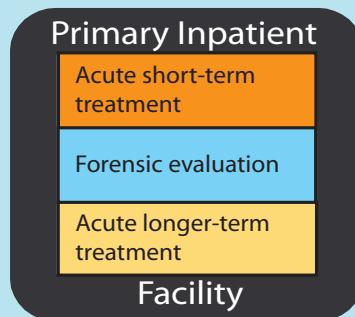 Primary Inpatient
Acute short-term
treatment
Forensic evaluation
Acute longer-term
treatment
Facility